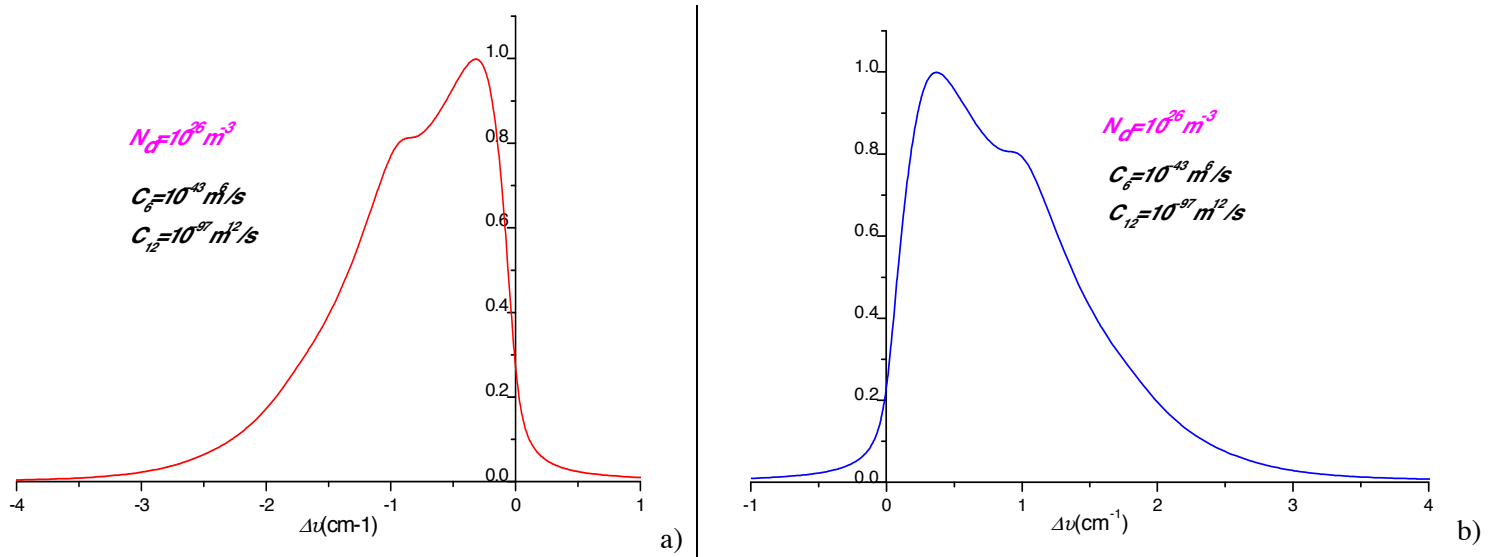 1.0
0.8
0.6
0.4
0.2
0.0
N_d=10^26 m^-3
C_6=10^-43 m^6/s
C_12=10^-97 m^12/s
-4 -3 -2 -1 0 1
Δυ(cm-1)
a)
1.0
0.8
0.6
0.4
0.2
0.0
N_d=10^26 m^-3
C_6=10^-43 m^6/s
C_12=10^-97 m^12/s
-1 0 1 2 3 4
Δυ(cm^-1)
b)